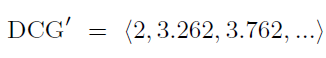 DCG′ = ⟨2, 3.262, 3.762, ...⟩